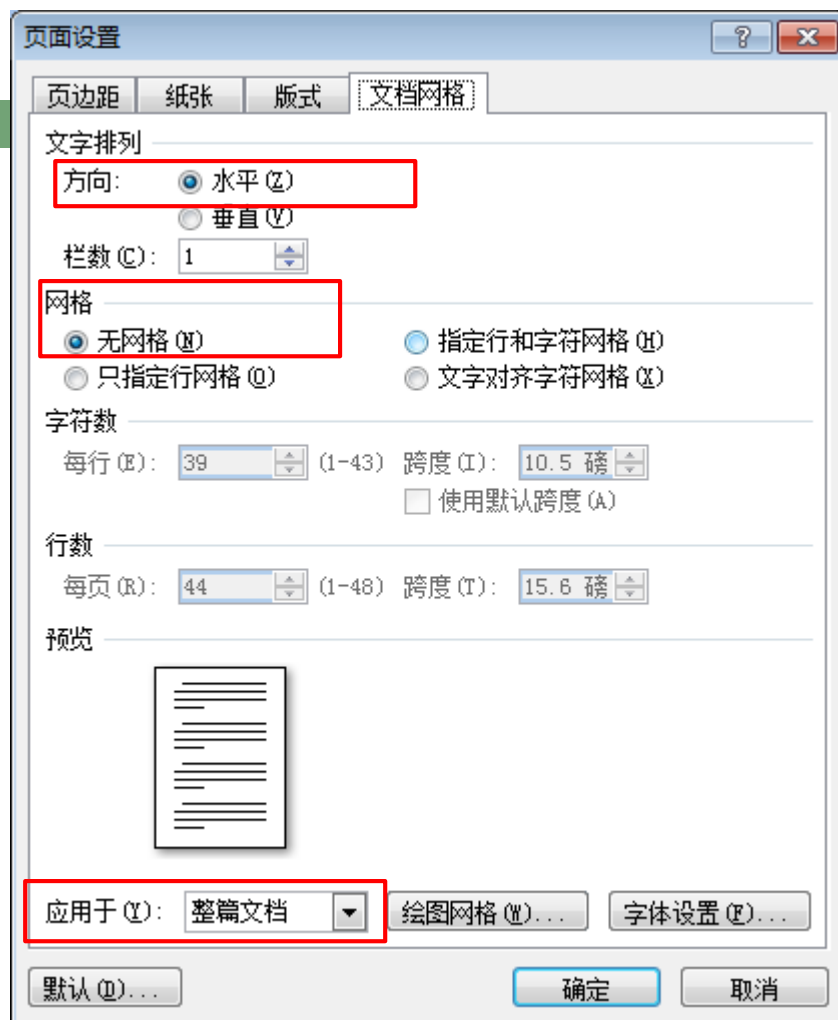 页面设置
页边距 纸张 版式 文档网格
文字排列
方向: 水平(Z)
垂直(V)
栏数(C): 1
网格
无网格(N) 指定行和字符网格(H)
只指定行网格(O) 文字对齐字符网格(X)
字符数
每行(E): 39 (1-43) 跨度(I): 10.5 磅
使用默认跨度(A)
行数
每页(R): 44 (1-48) 跨度(T): 15.6 磅
预览
应用于(Y): 整篇文档 绘图网格(W)... 字体设置(F)...
默认(D)... 确定 取消